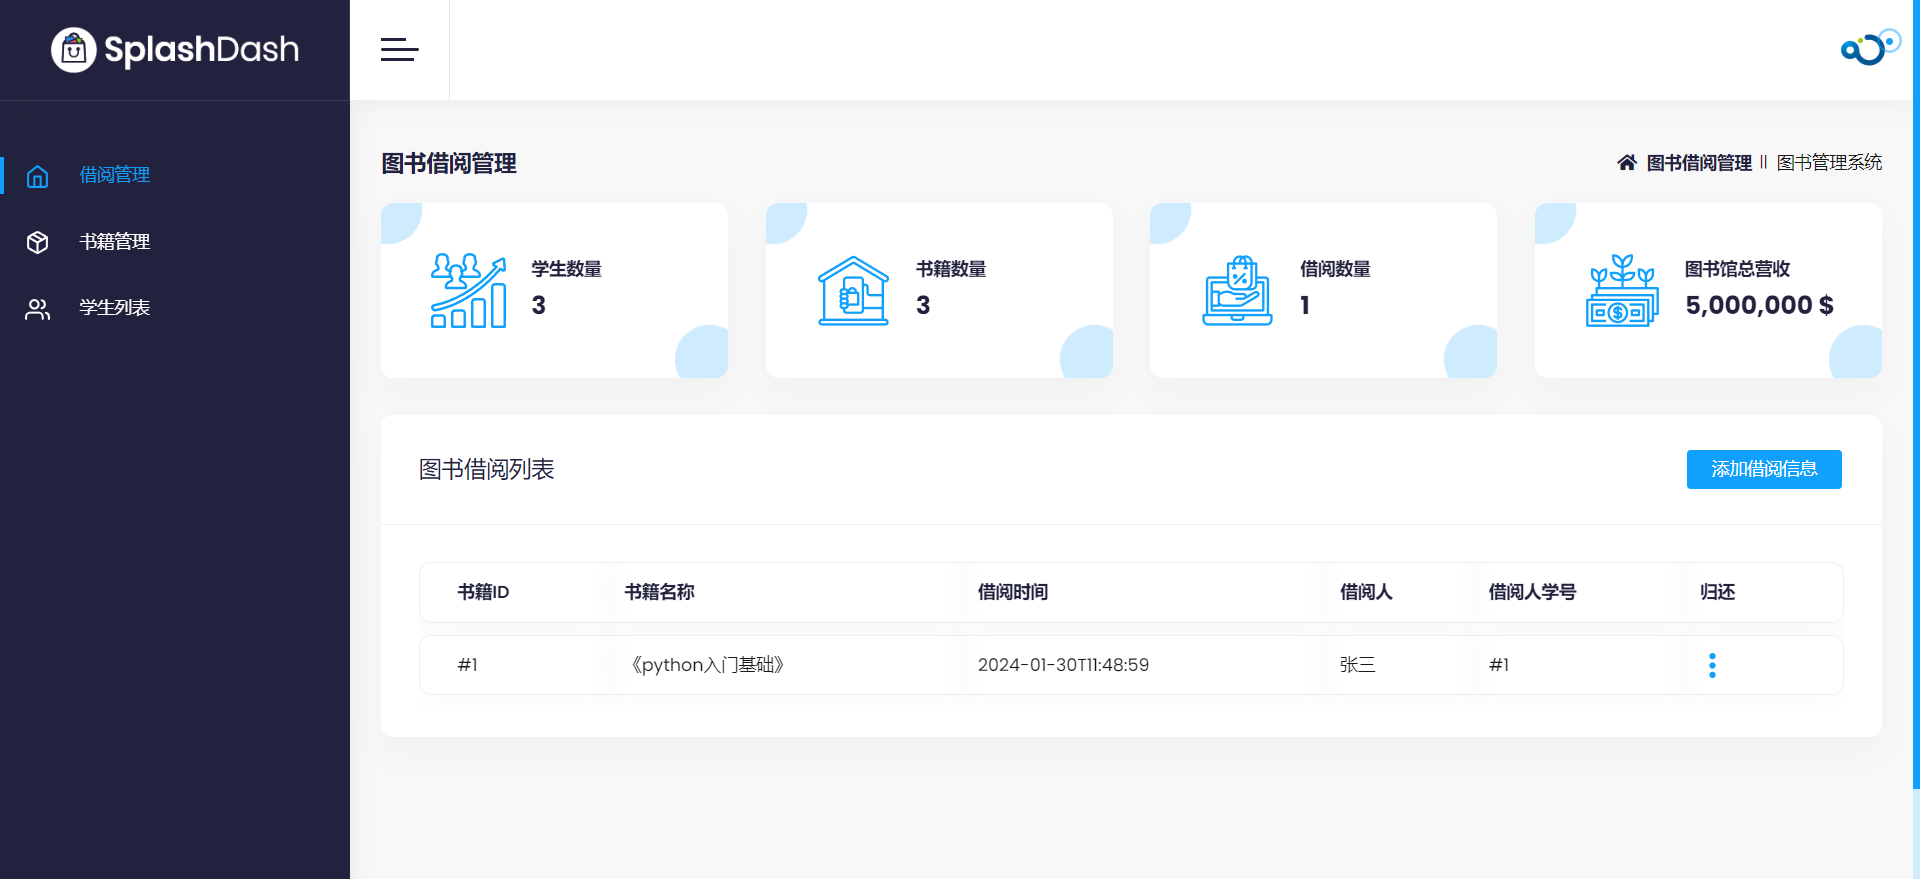 SplashDash
借阅管理
书籍管理
学生列表
图书借阅管理
图书借阅管理 || 图书管理系统
学生数量
3
书籍数量
3
借阅数量
1
图书馆总营收
5,000,000 $
图书借阅列表
添加借阅信息
书籍ID 书籍名称 借阅时间 借阅人 借阅人学号 归还
#1 《python入门基础》 2024-01-30T11:48:59 张三 #1